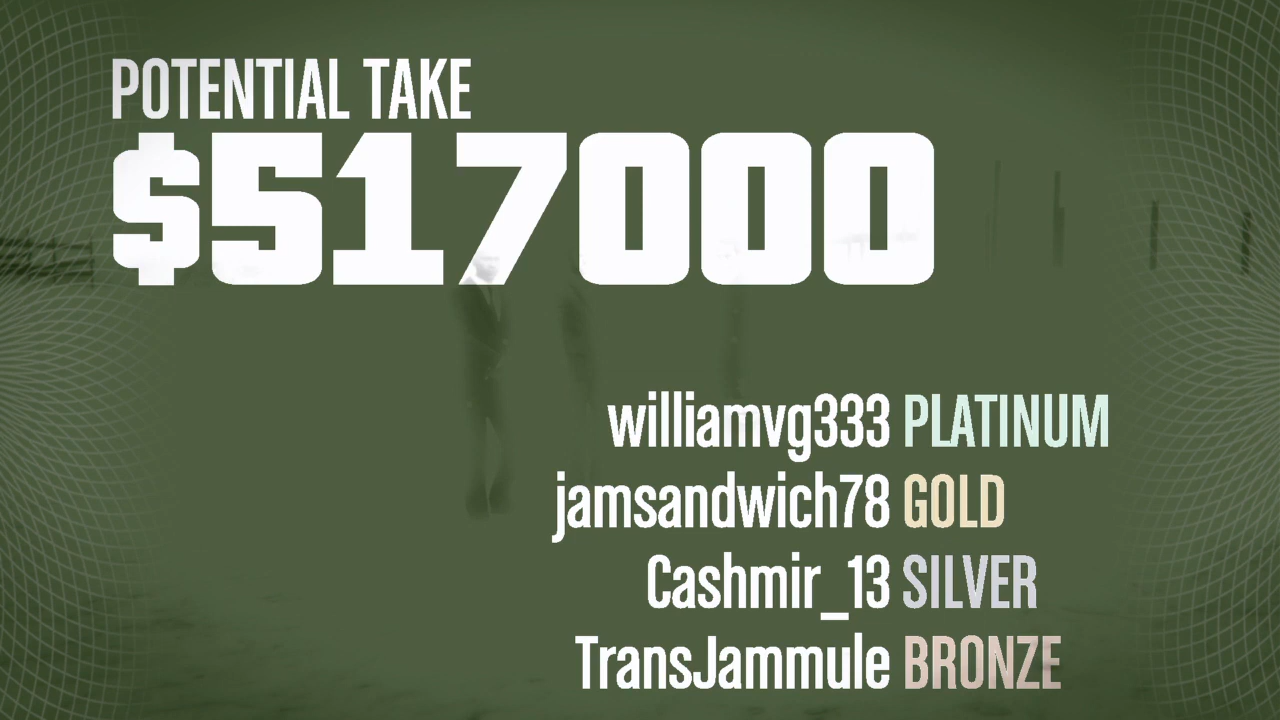 POTENTIAL TAKE
$517000
williamvg333 PLATINUM
jamsandwich78 GOLD
Cashmir_13 SILVER
TransJammule BRONZE